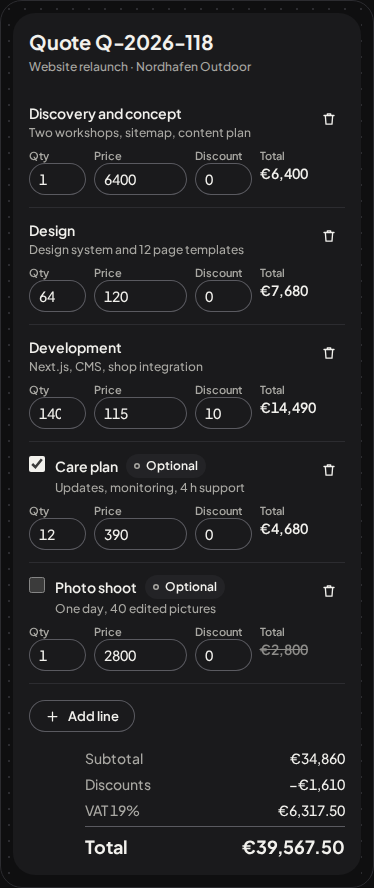 Quote Q-2026-118
Website relaunch · Nordhafen Outdoor
Discovery and concept
Two workshops, sitemap, content plan
Qty Price Discount Total
1 6400 0 €6,400
Design
Design system and 12 page templates
Qty Price Discount Total
64 120 0 €7,680
Development
Next.js, CMS, shop integration
Qty Price Discount Total
140 115 10 €14,490
Care plan Optional
Updates, monitoring, 4 h support
Qty Price Discount Total
12 390 0 €4,680
Photo shoot Optional
One day, 40 edited pictures
Qty Price Discount Total
1 2800 0 €2,800
+ Add line
Subtotal €34,860
Discounts −€1,610
VAT 19% €6,317.50
Total €39,567.50